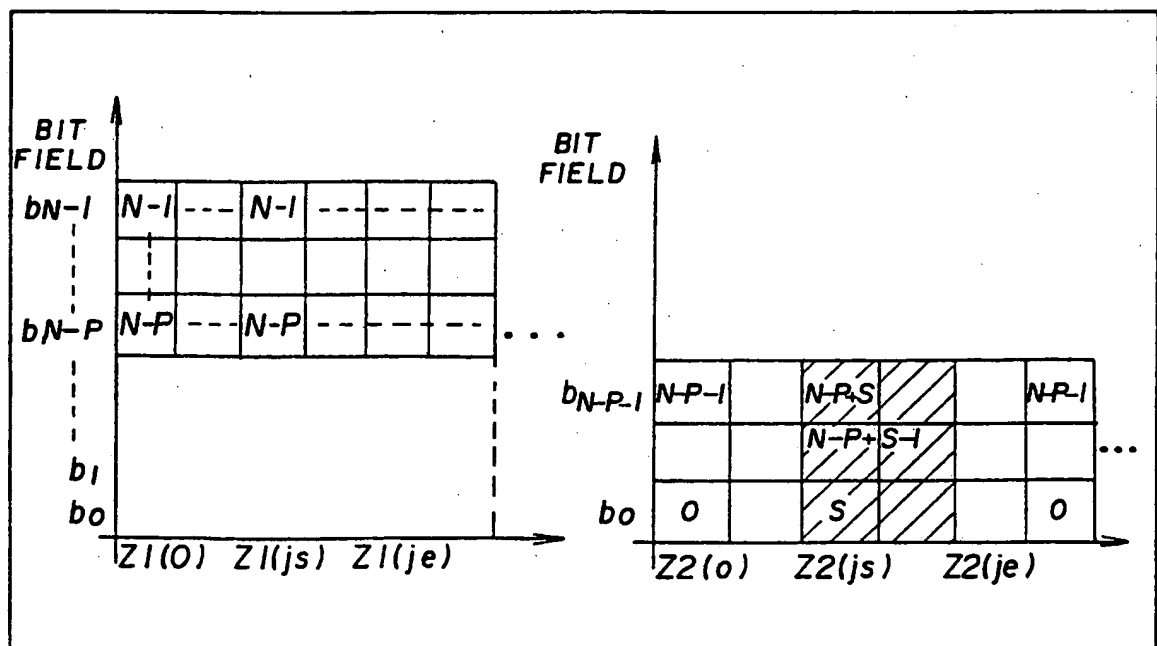 BIT
FIELD
bN-1 N-1 --- N-1 ------
bN-P N-P --- N-P ------ ...
b1
b0
Z1(0) Z1(js) Z1(je)
BIT
FIELD
bN-P-1 N-P-1 N-P+S N-P-1
N-P+S-1 ...
b0 0 S 0
Z2(0) Z2(js) Z2(je)